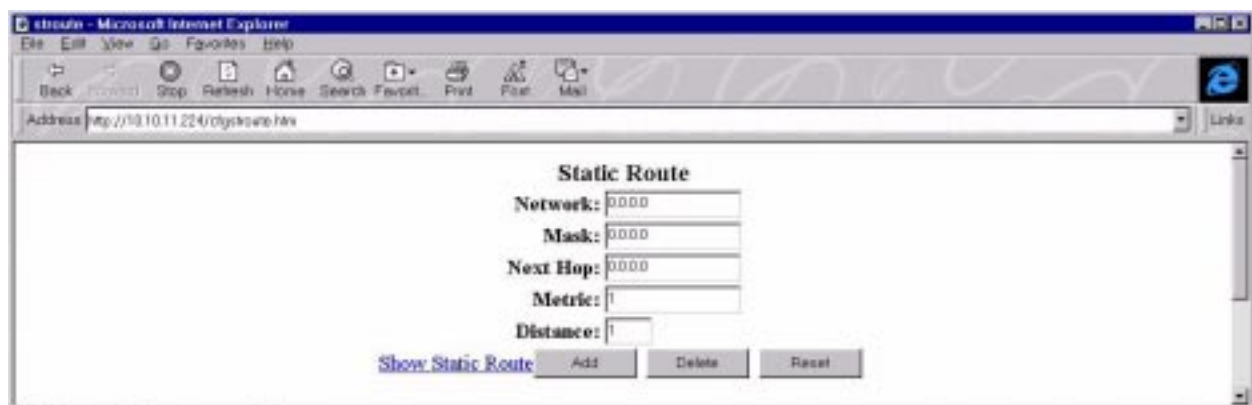 stroute - Microsoft Internet Explorer
File Edit View Go Favorites Help
Back Forward Stop Refresh Home Search Favorit.. Print Font Mail
Address http://10.10.11.224/cfgstroute.htm Links
Static Route
Network: 0.0.0.0
Mask: 0.0.0.0
Next Hop: 0.0.0.0
Metric: 1
Distance: 1
Show Static Route Add Delete Reset